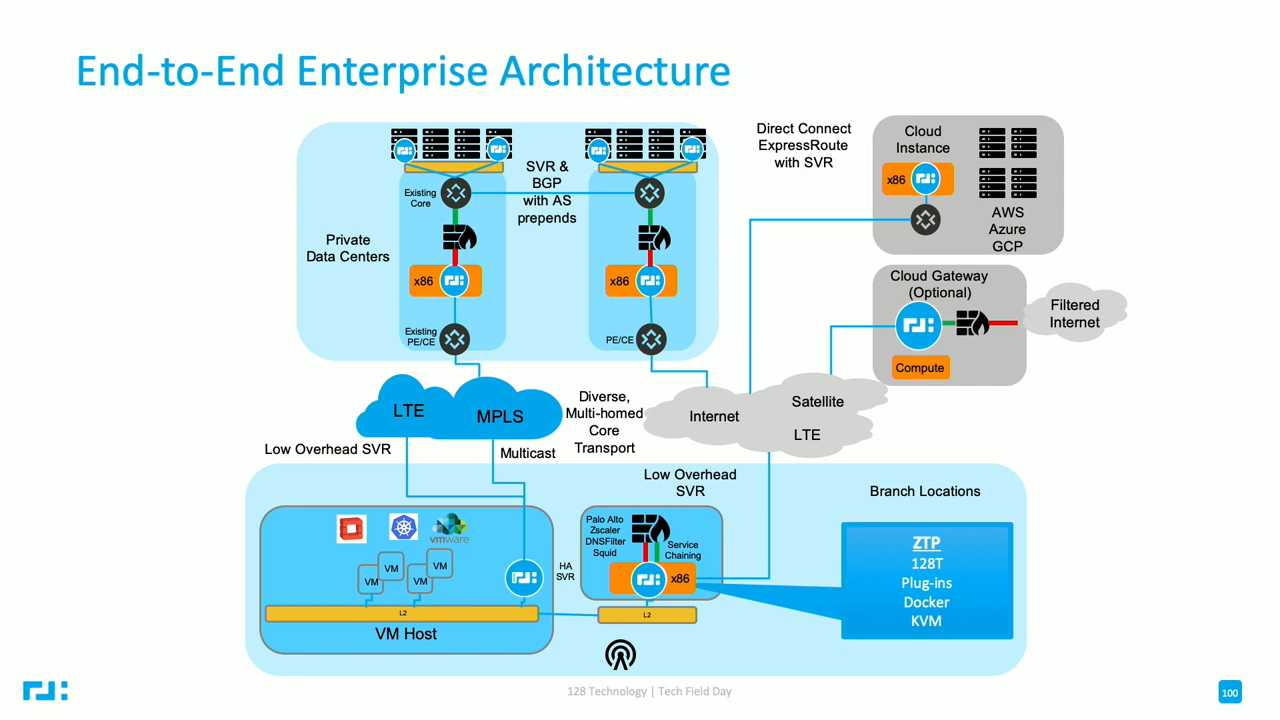 End-to-End Enterprise Architecture
SVR &
BGP
with AS
prepends
Existing
Core
Private
Data Centers
x86
x86
Existing
PE/CE
PE/CE
Direct Connect
ExpressRoute
with SVR
Cloud
Instance
x86
AWS
Azure
GCP
Cloud Gateway
(Optional)
Compute
Filtered
Internet
LTE
MPLS
Diverse,
Multi-homed
Core
Transport
Internet
Satellite
LTE
Low Overhead SVR
Multicast
Low Overhead
SVR
Branch Locations
vmware
VM
VM
VM
VM
L2
VM Host
HA
SVR
Palo Alto
Zscaler
DNSFilter
Squid
Service
Chaining
x86
L2
ZTP
128T
Plug-ins
Docker
KVM
128 Technology | Tech Field Day
100